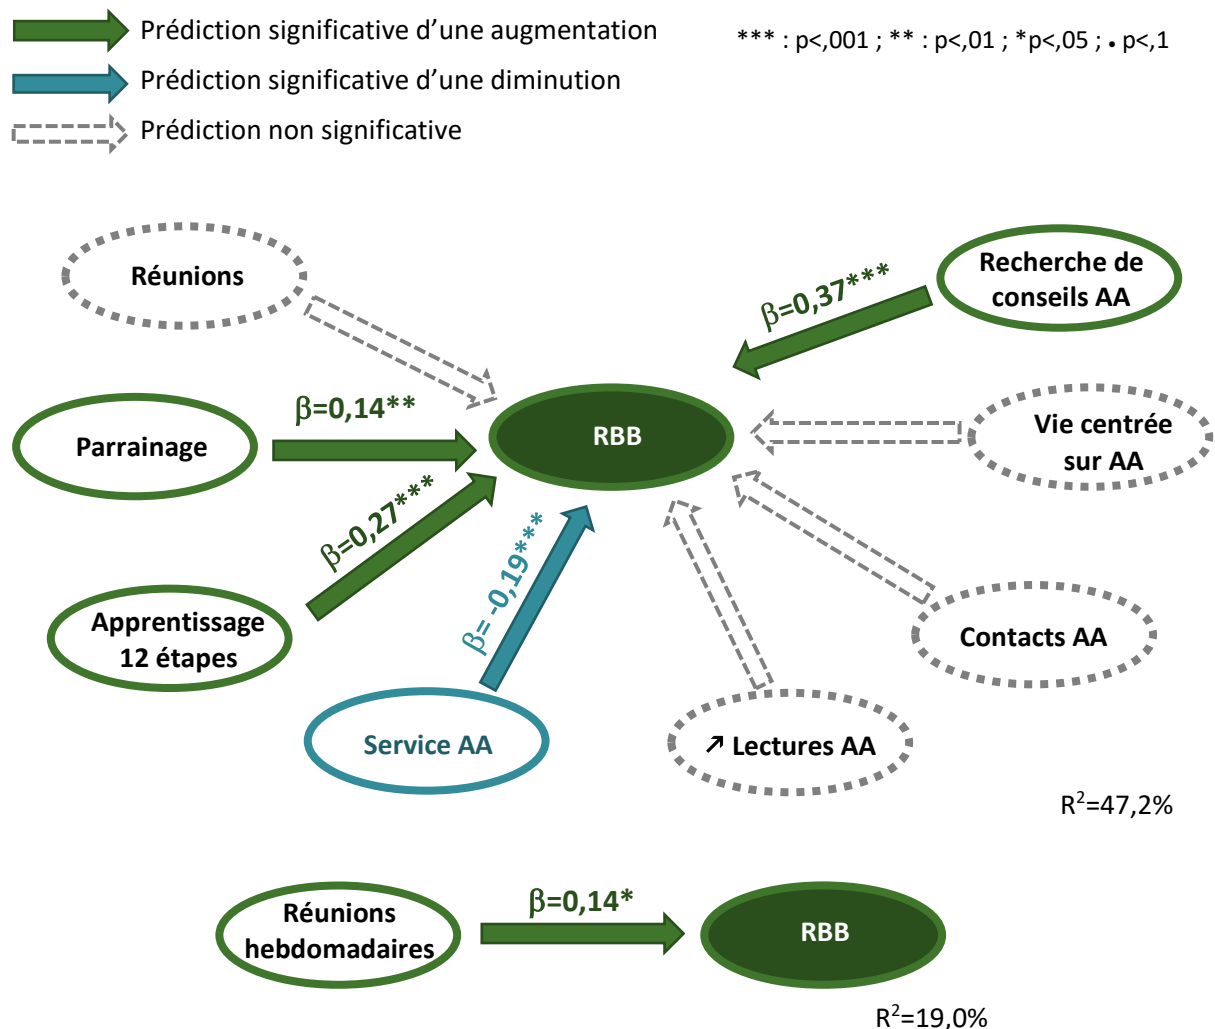 Prédiction significative d’une augmentation
*** : p<,001 ; ** : p<,01 ; *p<,05 ; • p<,1
Prédiction significative d’une diminution
Prédiction non significative
Réunions
Recherche de
conseils AA
β=0,37***
β=0,14**
Parrainage
RBB
Vie centrée
sur AA
β=0,27***
β= -0,19***
Apprentissage
12 étapes
Contacts AA
Service AA
↗ Lectures AA
R²=47,2%
Réunions
hebdomadaires
β=0,14*
RBB
R²=19,0%